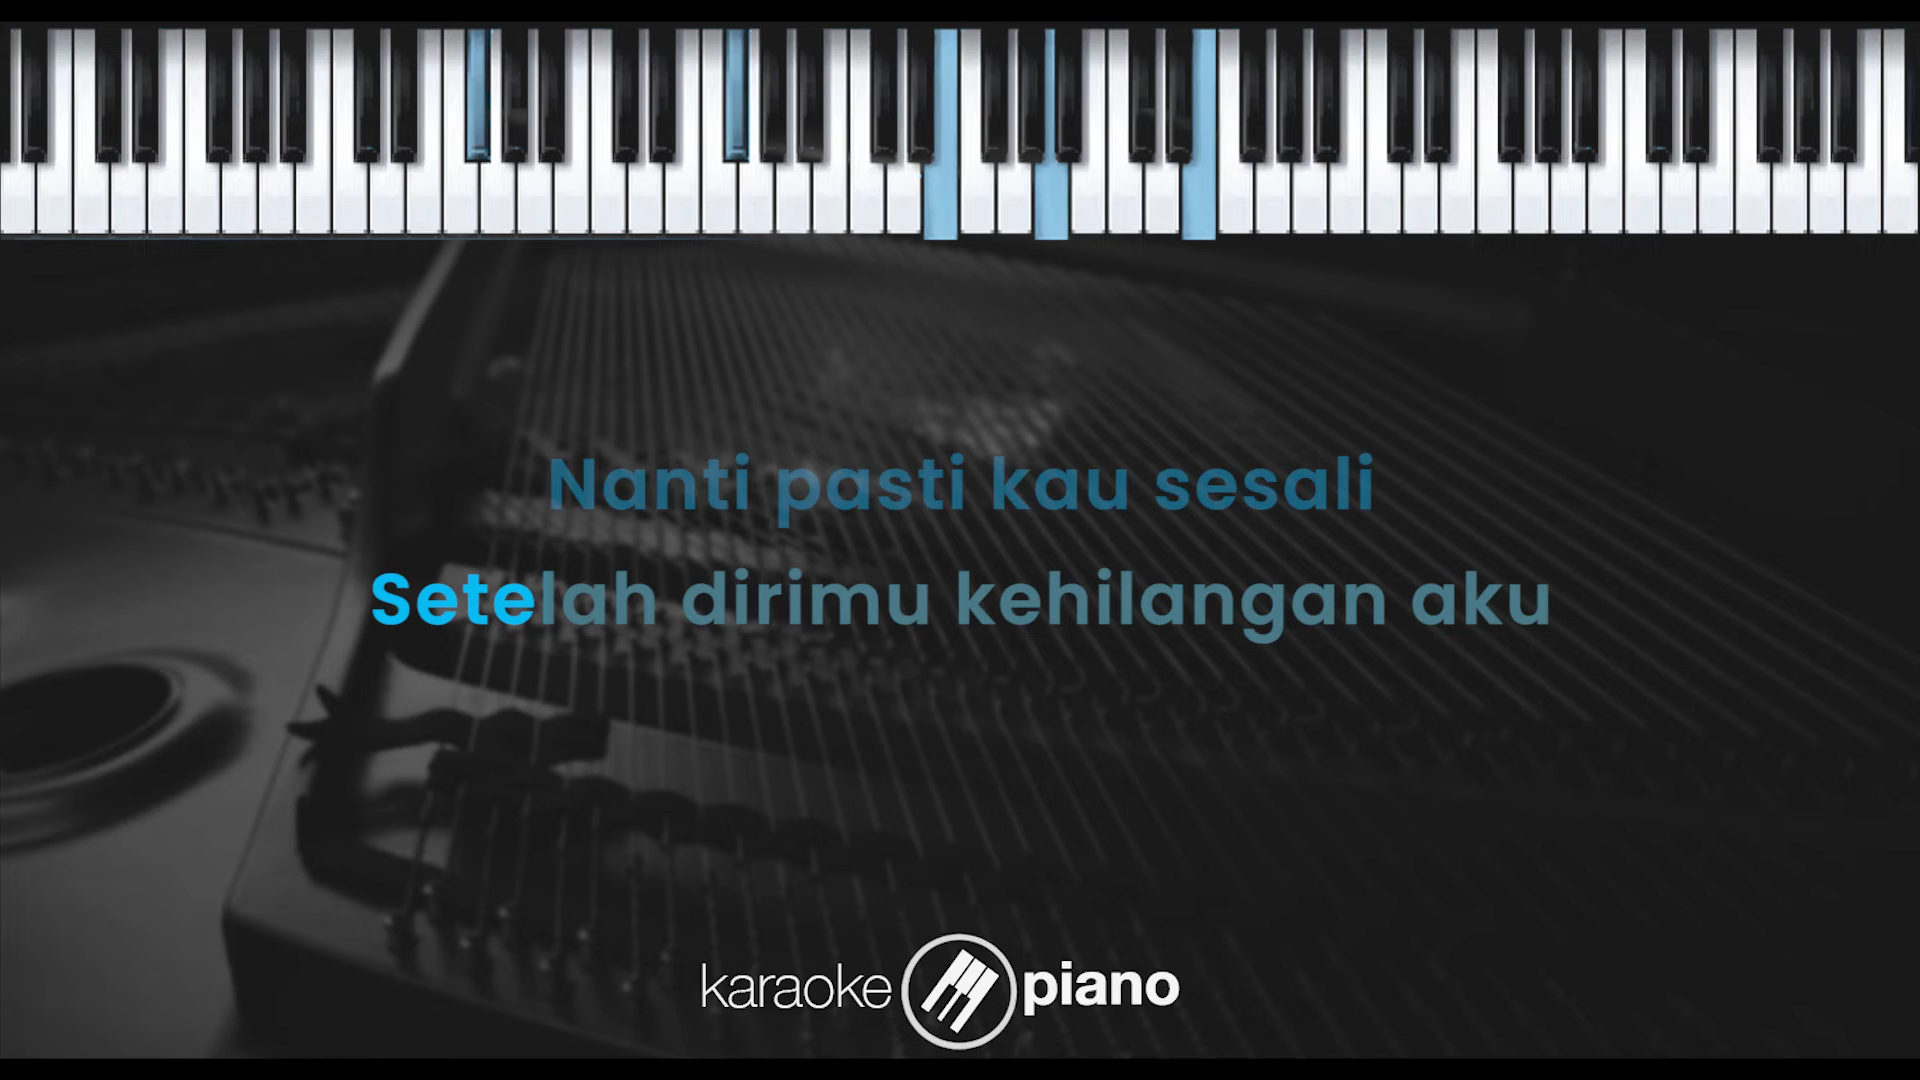 Nanti pasti kau sesali
Setelah dirimu kehilangan aku
karaoke piano